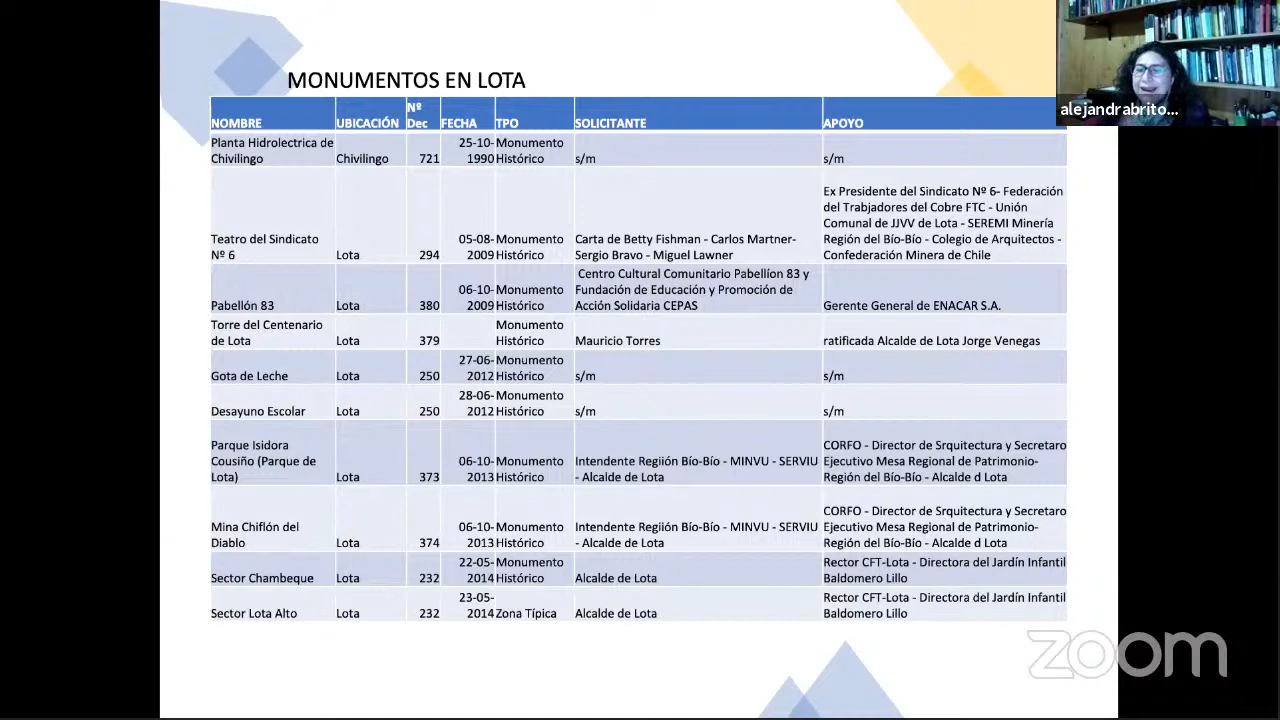 MONUMENTOS EN LOTA
alejandrabrito...
NOMBRE UBICACIÓN Nº Dec FECHA TPO SOLICITANTE APOYO
Planta Hidrolectrica de Chivilingo Chivilingo 721 25-10-1990 Monumento Histórico s/m s/m
Teatro del Sindicato Nº 6 Lota 294 05-08-2009 Monumento Histórico Carta de Betty Fishman - Carlos Martner- Sergio Bravo - Miguel Lawner Ex Presidente del Sindicato Nº 6- Federación del Trabjadores del Cobre FTC - Unión Comunal de JJVV de Lota - SEREMI Minería Región del Bío-Bío - Colegio de Arquitectos - Confederación Minera de Chile
Pabellón 83 Lota 380 06-10-2009 Monumento Histórico Centro Cultural Comunitario Pabellíon 83 y Fundación de Educación y Promoción de Acción Solidaria CEPAS Gerente General de ENACAR S.A.
Torre del Centenario de Lota Lota 379 Monumento Histórico Mauricio Torres ratificada Alcalde de Lota Jorge Venegas
Gota de Leche Lota 250 27-06-2012 Monumento Histórico s/m s/m
Desayuno Escolar Lota 250 28-06-2012 Monumento Histórico s/m s/m
Parque Isidora Cousiño (Parque de Lota) Lota 373 06-10-2013 Monumento Histórico Intendente Regiión Bío-Bío - MINVU - SERVIU - Alcalde de Lota CORFO - Director de Srquitectura y Secretaro Ejecutivo Mesa Regional de Patrimonio- Región del Bío-Bío - Alcalde d Lota
Mina Chiflón del Diablo Lota 374 06-10-2013 Monumento Histórico Intendente Regiión Bío-Bío - MINVU - SERVIU - Alcalde de Lota CORFO - Director de Srquitectura y Secretaro Ejecutivo Mesa Regional de Patrimonio- Región del Bío-Bío - Alcalde d Lota
Sector Chambeque Lota 232 22-05-2014 Monumento Histórico Alcalde de Lota Rector CFT-Lota - Directora del Jardín Infantil Baldomero Lillo
Sector Lota Alto Lota 232 23-05-2014 Zona Típica Alcalde de Lota Rector CFT-Lota - Directora del Jardín Infantil Baldomero Lillo
zoom